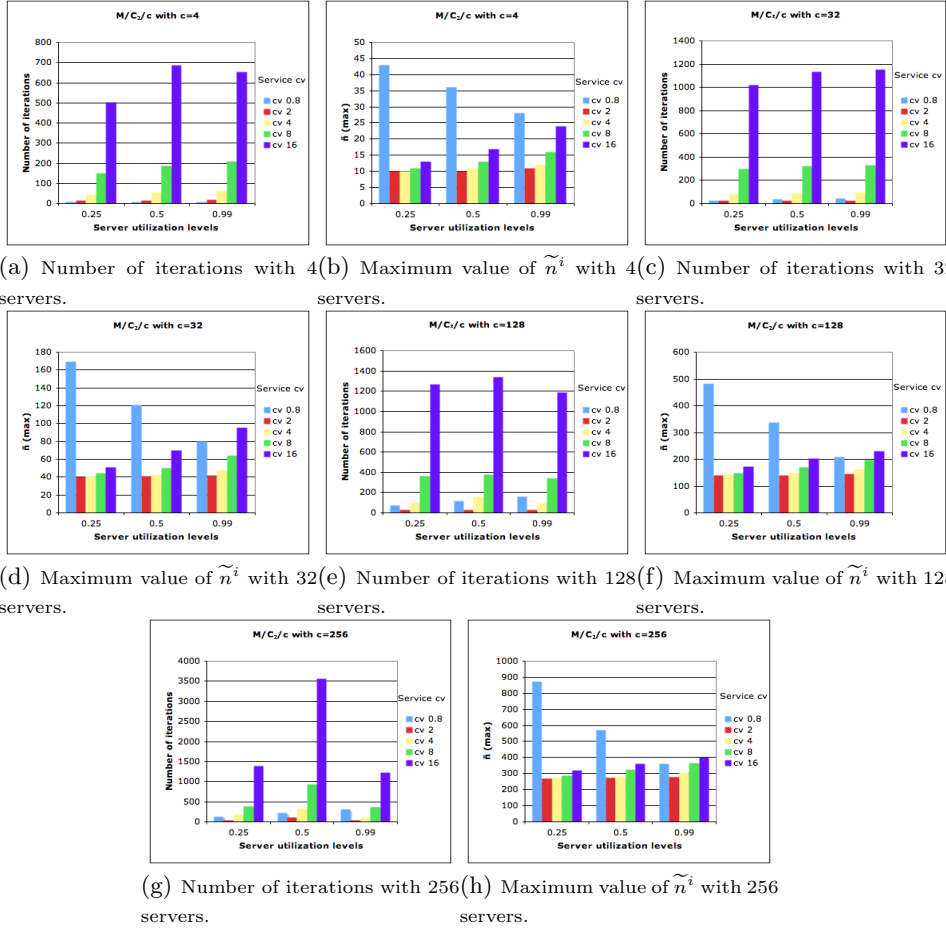 M/C₂/c with c=4
800
700
600
500
400
300
200
100
0
Number of iterations
0.25 0.5 0.99
Server utilization levels
Service cv
cv 0.8
cv 2
cv 4
cv 8
cv 16
M/C₂/c with c=4
50
45
40
35
30
25
20
15
10
5
0
ñ (max)
0.25 0.5 0.99
Server utilization levels
Service cv
cv 0.8
cv 2
cv 4
cv 8
cv 16
M/C₂/c with c=32
1400
1200
1000
800
600
400
200
0
Number of iterations
0.25 0.5 0.99
Server utilization levels
Service cv
cv 0.8
cv 2
cv 4
cv 8
cv 16
(a) Number of iterations with 4
servers.
(b) Maximum value of ñⁱ with 4
servers.
(c) Number of iterations with 32
servers.
M/C₂/c with c=32
180
160
140
120
100
80
60
40
20
0
ñ (max)
0.25 0.5 0.99
Server utilization levels
Service cv
cv 0.8
cv 2
cv 4
cv 8
cv 16
M/C₂/c with c=128
1600
1400
1200
1000
800
600
400
200
0
Number of iterations
0.25 0.5 0.99
Server utilization levels
Service cv
cv 0.8
cv 2
cv 4
cv 8
cv 16
M/C₂/c with c=128
600
500
400
300
200
100
0
ñ (max)
0.25 0.5 0.99
Server utilization levels
Service cv
cv 0.8
cv 2
cv 4
cv 8
cv 16
(d) Maximum value of ñⁱ with 32
servers.
(e) Number of iterations with 128
servers.
(f) Maximum value of ñⁱ with 128
servers.
M/C₂/c with c=256
4000
3500
3000
2500
2000
1500
1000
500
0
Number of iterations
0.25 0.5 0.99
Server utilization levels
Service cv
cv 0.8
cv 2
cv 4
cv 8
cv 16
M/C₂/c with c=256
1000
900
800
700
600
500
400
300
200
100
0
ñ (max)
0.25 0.5 0.99
Server utilization levels
Service cv
cv 0.8
cv 2
cv 4
cv 8
cv 16
(g) Number of iterations with 256
servers.
(h) Maximum value of ñⁱ with 256
servers.